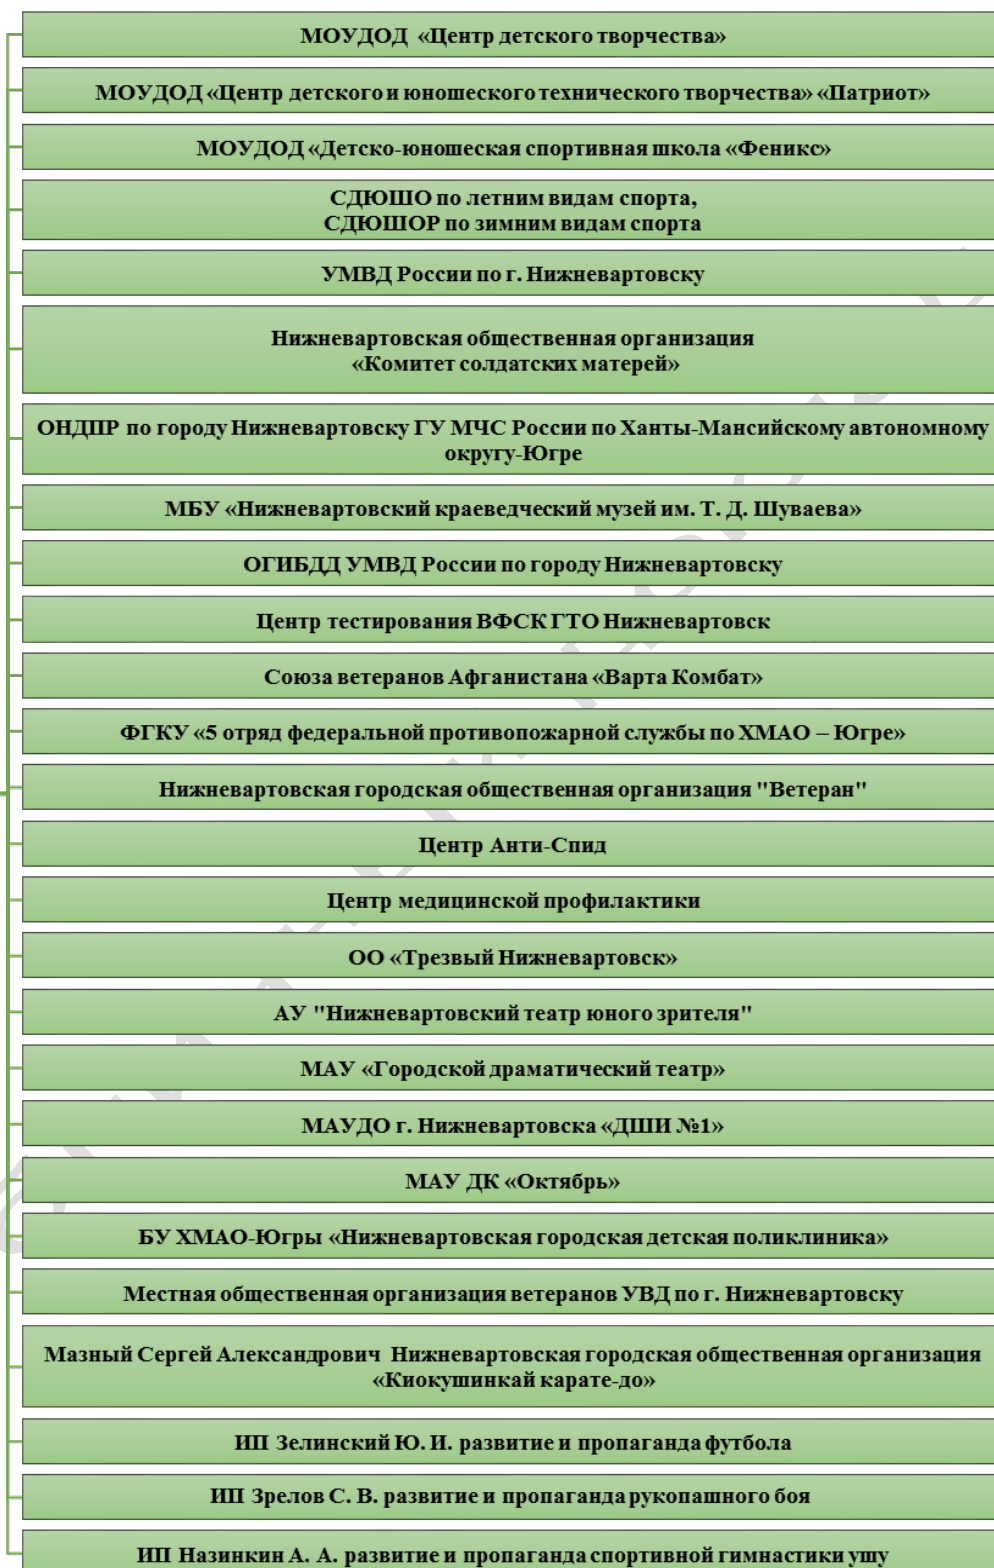 МОУДОД «Центр детского творчества»
МОУДОД «Центр детского и юношеского технического творчества» «Патриот»
МОУДОД «Детско-юношеская спортивная школа «Феникс»
СДЮШО по летним видам спорта,
СДЮШОР по зимним видам спорта
УМВД России по г. Нижневартовску
Нижневартовская общественная организация
«Комитет солдатских матерей»
ОНДПР по городу Нижневартовску ГУ МЧС России по Ханты-Мансийскому автономному
округу-Югре
МБУ «Нижневартовский краеведческий музей им. Т. Д. Шуваева»
ОГИБДД УМВД России по городу Нижневартовску
Центр тестирования ВФСК ГТО Нижневартовск
Союза ветеранов Афганистана «Варта Комбат»
ФГКУ «5 отряд федеральной противопожарной службы по ХМАО – Югре»
Нижневартовская городская общественная организация "Ветеран"
Центр Анти-Спид
Центр медицинской профилактики
ОО «Трезвый Нижневартовск»
АУ "Нижневартовский театр юного зрителя"
МАУ «Городской драматический театр»
МАУДО г. Нижневартовска «ДШИ №1»
МАУ ДК «Октябрь»
БУ ХМАО-Югры «Нижневартовская городская детская поликлиника»
Местная общественная организация ветеранов УВД по г. Нижневартовску
Мазный Сергей Александрович Нижневартовская городская общественная организация
«Киокушинкай карате-до»
ИП Зелинский Ю. И. развитие и пропаганда футбола
ИП Зрелов С. В. развитие и пропаганда рукопашного боя
ИП Назинкин А. А. развитие и пропаганда спортивной гимнастики ушу